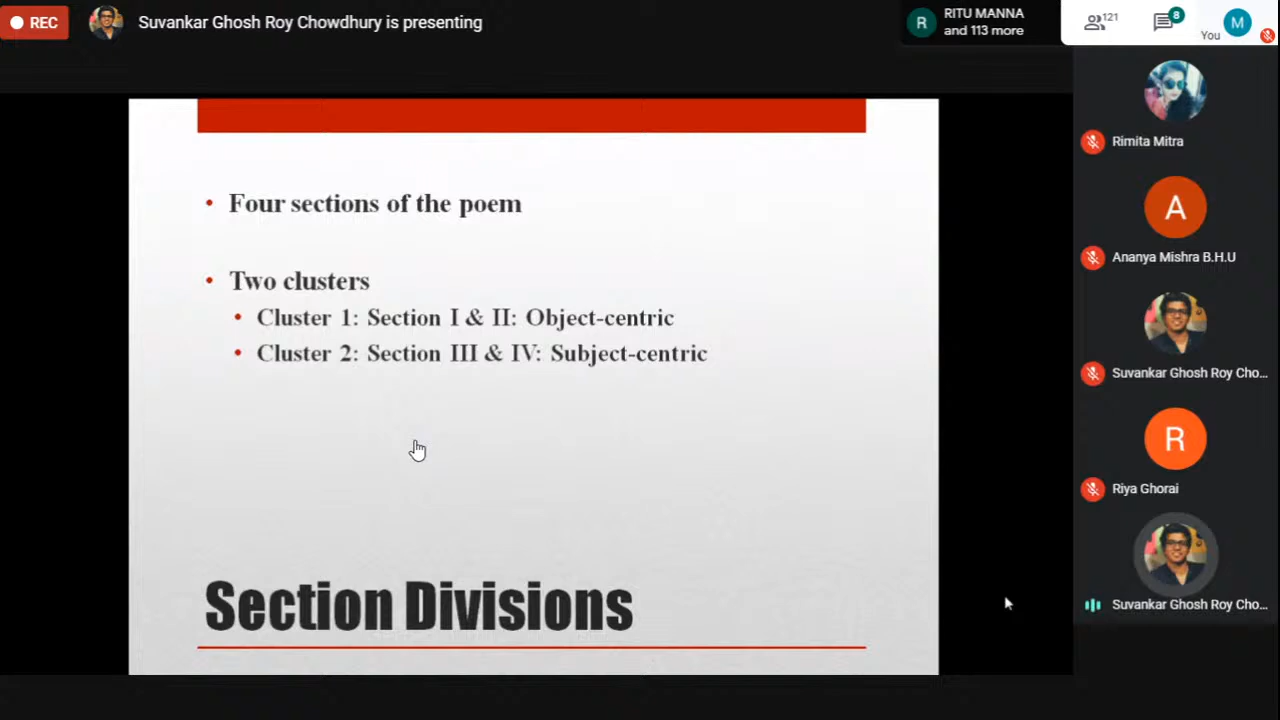 REC
Suvankar Ghosh Roy Chowdhury is presenting
R
RITU MANNA
and 113 more
121
8
You
M
Rimita Mitra
A
Ananya Mishra B.H.U
Suvankar Ghosh Roy Cho...
R
Riya Ghorai
Suvankar Ghosh Roy Cho...
• Four sections of the poem
• Two clusters
• Cluster 1: Section I & II: Object-centric
• Cluster 2: Section III & IV: Subject-centric
Section Divisions